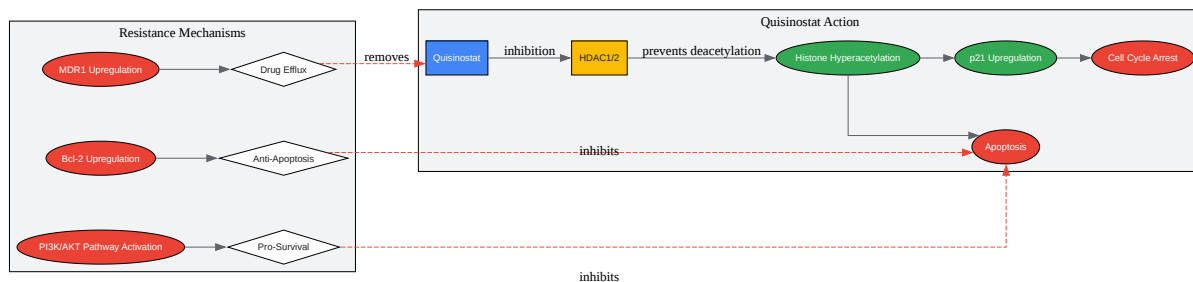 Resistance Mechanisms
MDR1 Upregulation
Drug Efflux
Bcl-2 Upregulation
Anti-Apoptosis
PI3K/AKT Pathway Activation
Pro-Survival
removes
inhibits
inhibits
Quisinostat Action
Quisinostat
inhibition
HDAC1/2
prevents deacetylation
Histone Hyperacetylation
p21 Upregulation
Cell Cycle Arrest
Apoptosis